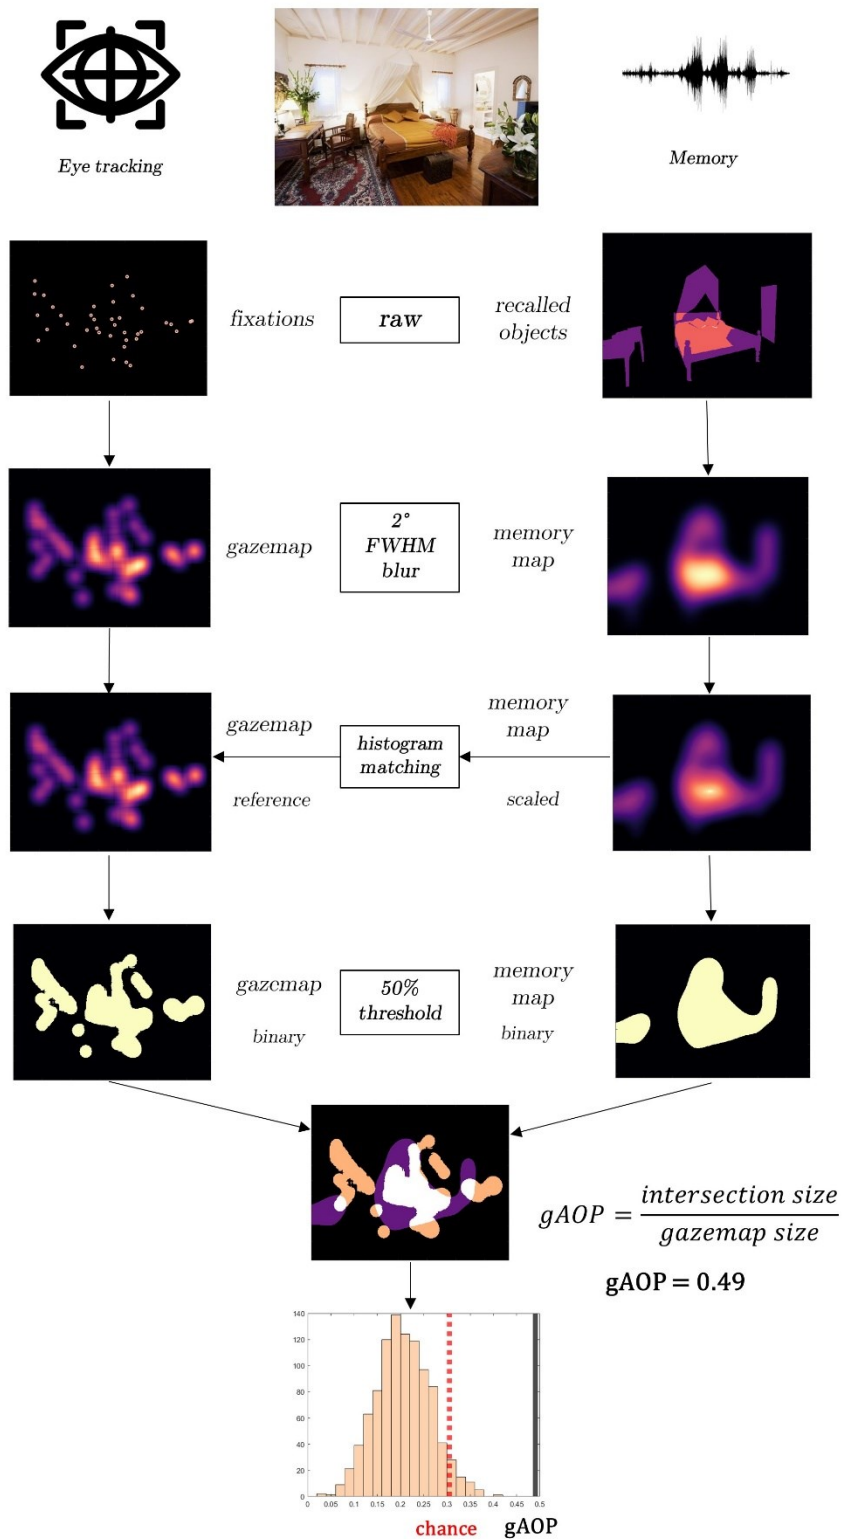 Eye tracking
Memory
fixations
raw
recalled
objects
gazemap
2°
FWHM
blur
memory
map
gazemap
reference
histogram
matching
memory
map
scaled
gazemap
binary
50%
threshold
memory
map
binary
gAOP = intersection size / gazemap size
gAOP = 0.49
140
120
100
80
60
40
20
0
0 0.05 0.1 0.15 0.2 0.25 0.3 0.35 0.4 0.45 0.5
chance gAOP